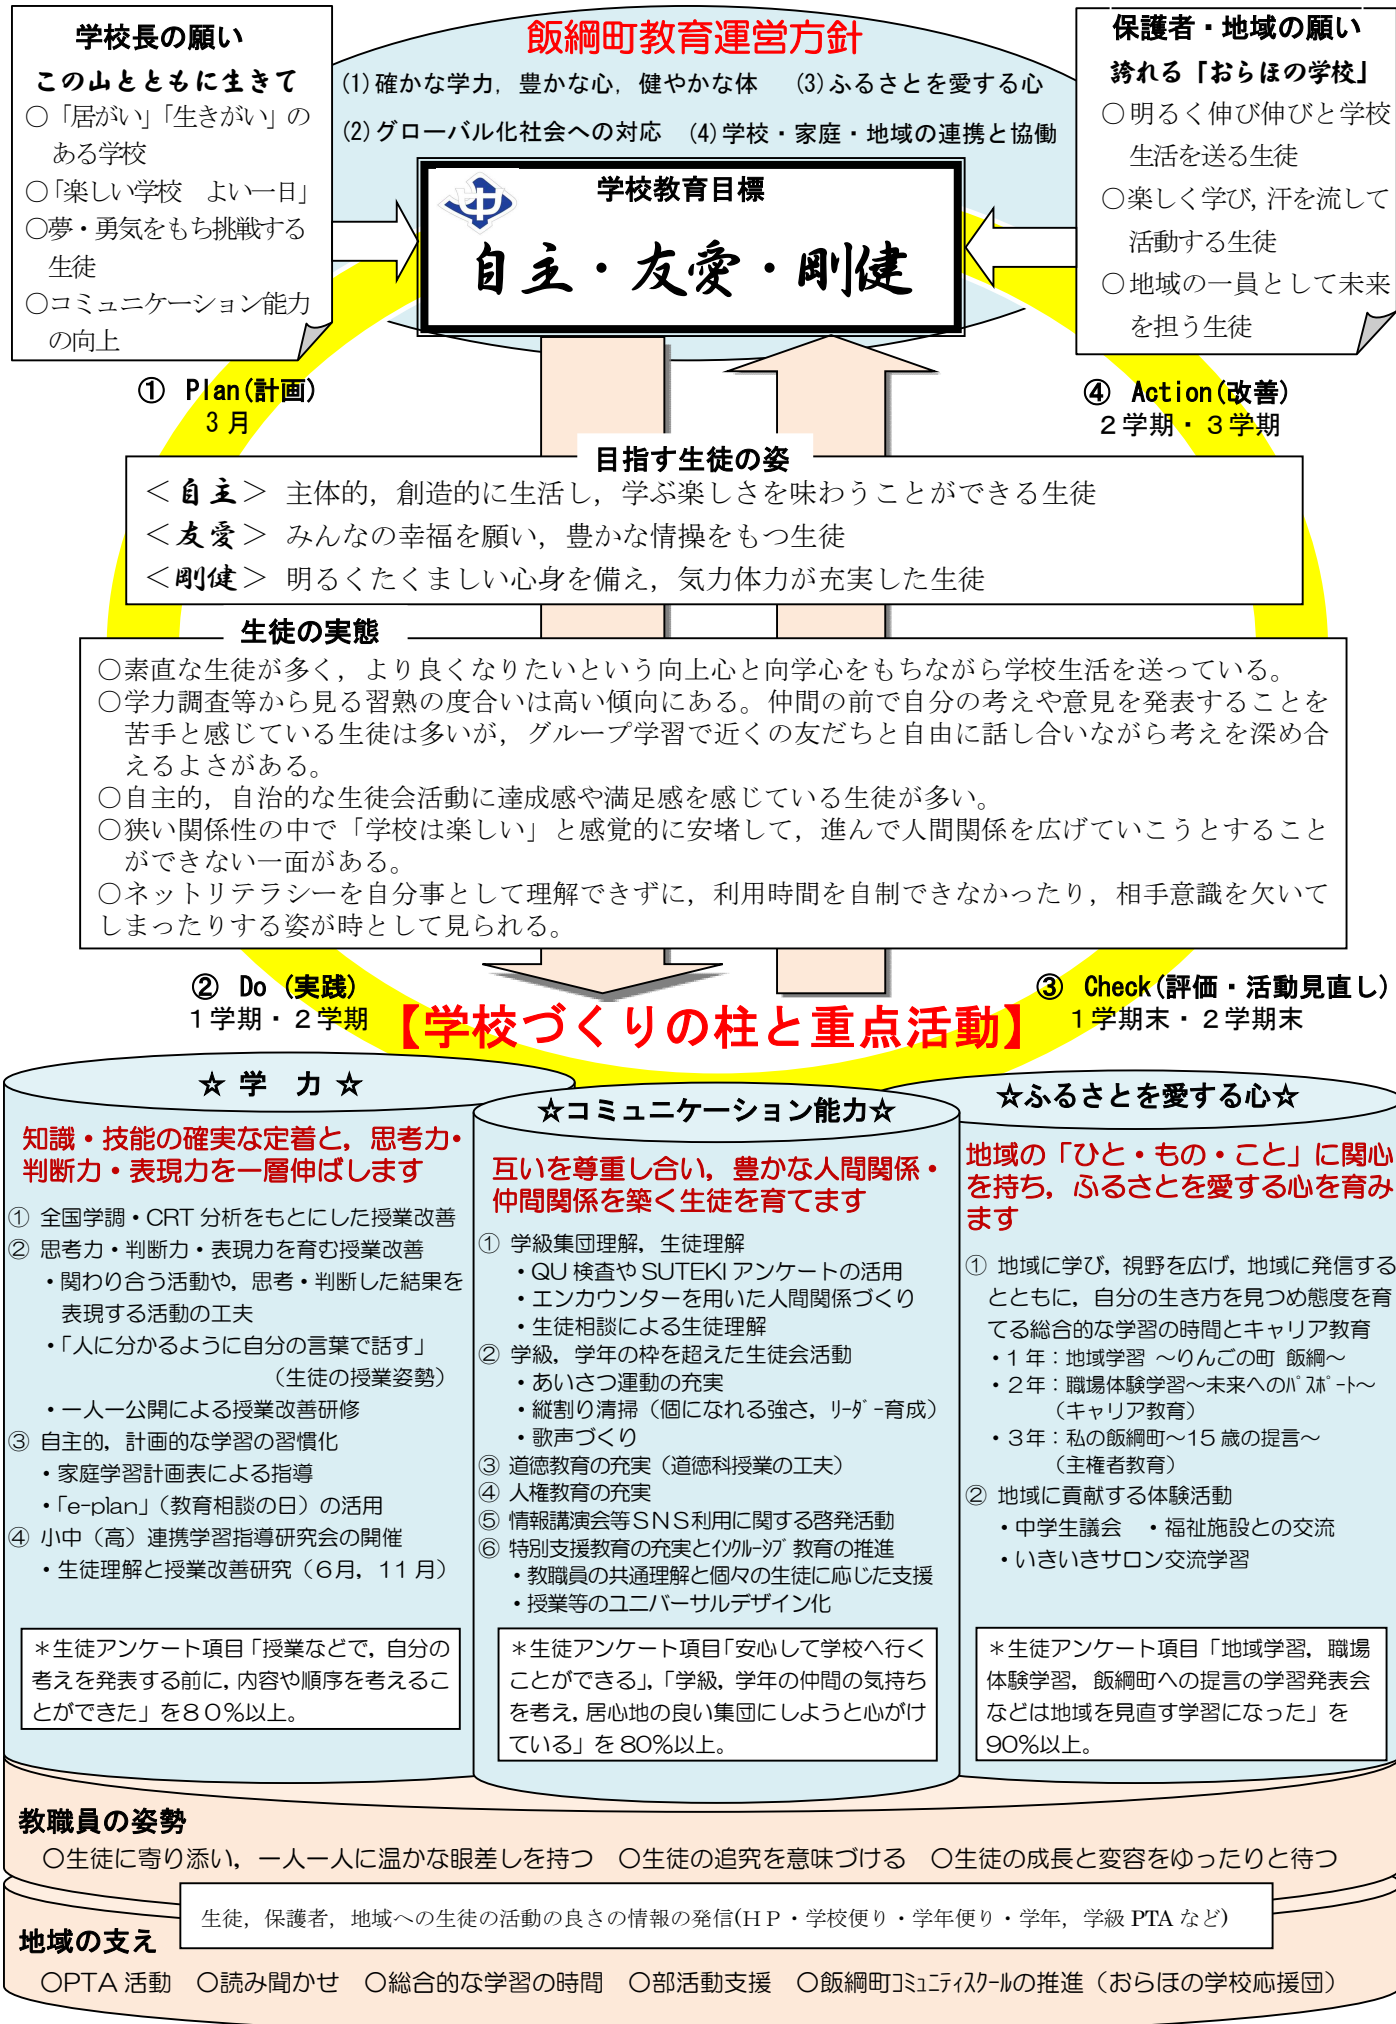 学校長の願い
この山とともに生きて
○「居がい」「生きがい」の
ある学校
○「楽しい学校　よい一日」
○夢・勇気をもち挑戦する
生徒
○コミュニケーション能力
の向上
飯綱町教育運営方針
(1)確かな学力，豊かな心，健やかな体　(3)ふるさとを愛する心
(2)グローバル化社会への対応　(4)学校・家庭・地域の連携と協働
中
学校教育目標
自主・友愛・剛健
保護者・地域の願い
誇れる「おらほの学校」
○明るく伸び伸びと学校
生活を送る生徒
○楽しく学び，汗を流して
活動する生徒
○地域の一員として未来
を担う生徒
① Plan(計画)
3月
④ Action(改善)
２学期・３学期
目指す生徒の姿
＜自主＞ 主体的，創造的に生活し，学ぶ楽しさを味わうことができる生徒
＜友愛＞ みんなの幸福を願い，豊かな情操をもつ生徒
＜剛健＞ 明るくたくましい心身を備え，気力体力が充実した生徒
生徒の実態
○素直な生徒が多く，より良くなりたいという向上心と向学心をもちながら学校生活を送っている。
○学力調査等から見る習熟の度合いは高い傾向にある。仲間の前で自分の考えや意見を発表することを
苦手と感じている生徒は多いが，グループ学習で近くの友だちと自由に話し合いながら考えを深め合
えるよさがある。
○自主的，自治的な生徒会活動に達成感や満足感を感じている生徒が多い。
○狭い関係性の中で「学校は楽しい」と感覚的に安堵して，進んで人間関係を広げていこうとすること
ができない一面がある。
○ネットリテラシーを自分事として理解できずに，利用時間を自制できなかったり，相手意識を欠いて
しまったりする姿が時として見られる。
② Do (実践)
１学期・２学期
③ Check(評価・活動見直し)
１学期末・２学期末
【学校づくりの柱と重点活動】
☆ 学　力 ☆
知識・技能の確実な定着と，思考力・
判断力・表現力を一層伸ばします
① 全国学調・CRT 分析をもとにした授業改善
② 思考力・判断力・表現力を育む授業改善
・関わり合う活動や，思考・判断した結果を
表現する活動の工夫
・「人に分かるように自分の言葉で話す」
（生徒の授業姿勢）
・一人一公開による授業改善研修
③ 自主的，計画的な学習の習慣化
・家庭学習計画表による指導
・「e-plan」（教育相談の日）の活用
④ 小中（高）連携学習指導研究会の開催
・生徒理解と授業改善研究（６月，11 月）
＊生徒アンケート項目「授業などで，自分の
考えを発表する前に，内容や順序を考えるこ
とができた」を８０％以上。
☆コミュニケーション能力☆
互いを尊重し合い，豊かな人間関係・
仲間関係を築く生徒を育てます
① 学級集団理解，生徒理解
・QU 検査や SUTEKI アンケートの活用
・エンカウンターを用いた人間関係づくり
・生徒相談による生徒理解
② 学級，学年の枠を超えた生徒会活動
・あいさつ運動の充実
・縦割り清掃（個になれる強さ，ﾘｰﾀﾞｰ育成）
・歌声づくり
③ 道徳教育の充実（道徳科授業の工夫）
④ 人権教育の充実
⑤ 情報講演会等ＳＮＳ利用に関する啓発活動
⑥ 特別支援教育の充実とｲﾝｸﾙｰｼﾌﾞ教育の推進
・教職員の共通理解と個々の生徒に応じた支援
・授業等のユニバーサルデザイン化
＊生徒アンケート項目「安心して学校へ行く
ことができる」，「学級，学年の仲間の気持ち
を考え，居心地の良い集団にしようと心がけ
ている」を 80％以上。
☆ふるさとを愛する心☆
地域の「ひと・もの・こと」に関心
を持ち，ふるさとを愛する心を育み
ます
① 地域に学び，視野を広げ，地域に発信する
とともに，自分の生き方を見つめ態度を育
てる総合的な学習の時間とキャリア教育
・１年：地域学習 ～りんごの町 飯綱～
・２年：職場体験学習～未来へのﾊﾟｽﾎﾟｰﾄ～
（キャリア教育）
・３年：私の飯綱町～15 歳の提言～
（主権者教育）
② 地域に貢献する体験活動
・中学生議会　・福祉施設との交流
・いきいきサロン交流学習
＊生徒アンケート項目「地域学習，職場
体験学習，飯綱町への提言の学習発表会
などは地域を見直す学習になった」を
90％以上。
教職員の姿勢
○生徒に寄り添い，一人一人に温かな眼差しを持つ　○生徒の追究を意味づける　○生徒の成長と変容をゆったりと待つ
生徒，保護者，地域への生徒の活動の良さの情報の発信(ＨＰ・学校便り・学年便り・学年，学級 PTA など)
地域の支え
○PTA 活動　○読み聞かせ　○総合的な学習の時間　○部活動支援　○飯綱町ｺﾐｭﾆﾃｨｽｸｰﾙの推進（おらほの学校応援団）